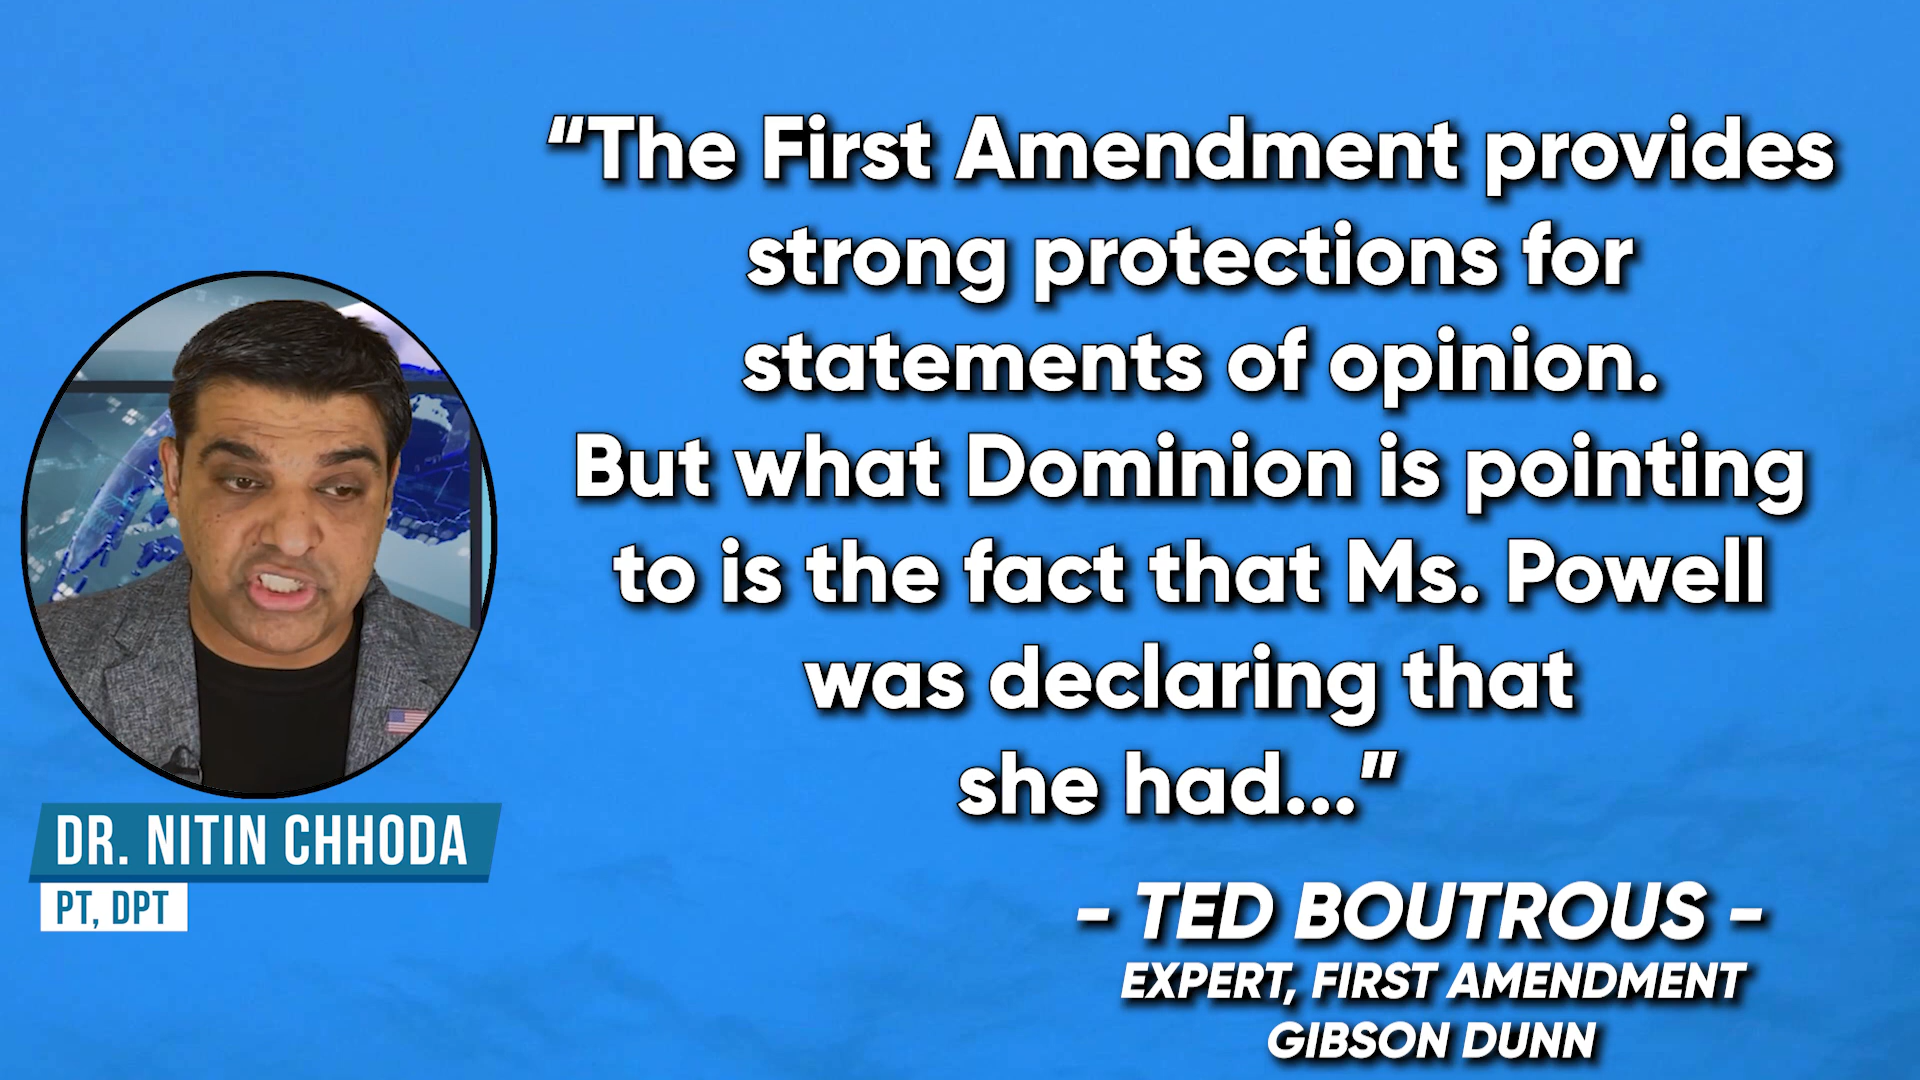 “The First Amendment provides
strong protections for
statements of opinion.
But what Dominion is pointing
to is the fact that Ms. Powell
was declaring that
she had...”
- TED BOUTROUS -
EXPERT, FIRST AMENDMENT
GIBSON DUNN
DR. NITIN CHHODA
PT, DPT